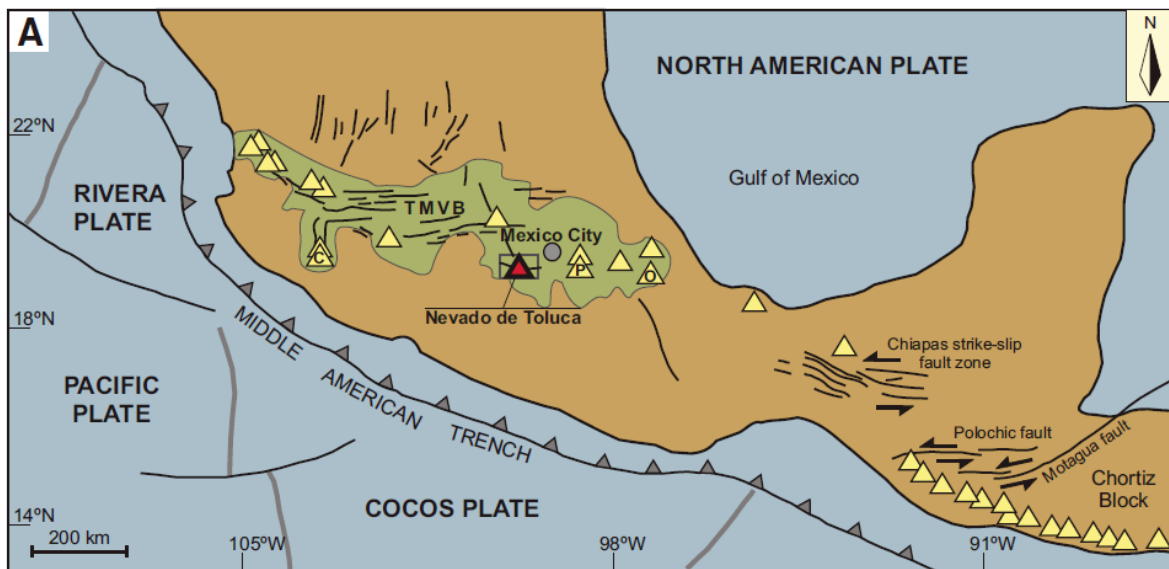 A
N
NORTH AMERICAN PLATE
22ºN
Gulf of Mexico
RIVERA
PLATE
TMVB
Mexico City
C
P
O
Nevado de Toluca
18ºN
MIDDLE AMERICAN TRENCH
Chiapas strike-slip
fault zone
PACIFIC
PLATE
Polochic fault
Motagua fault
Chortiz
Block
COCOS PLATE
14ºN
200 km
105ºW
98ºW
91ºW